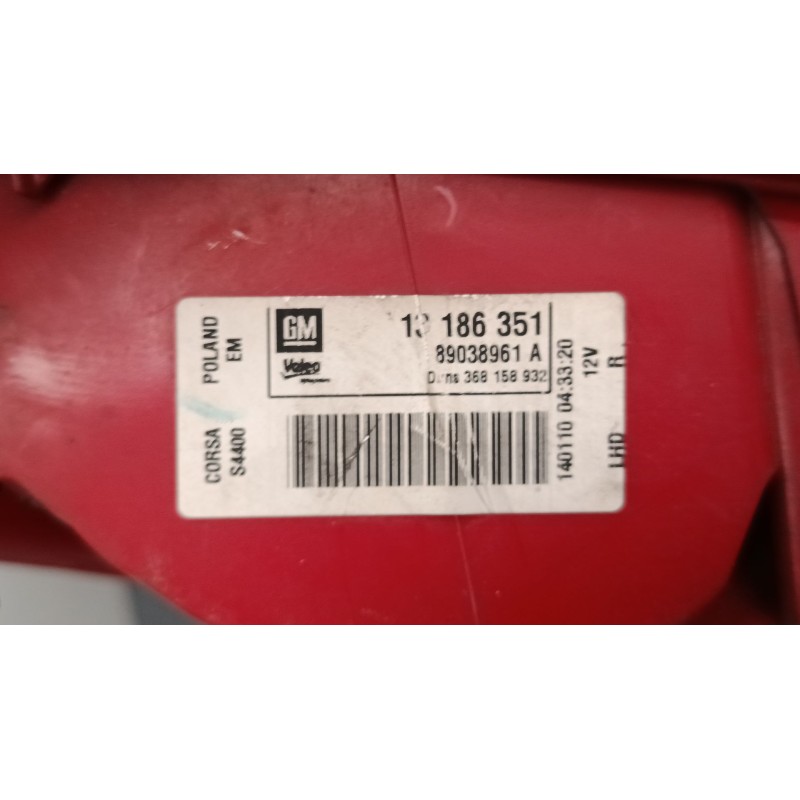 GM
13 186 351
Valeo
89038961 A
368 158 932
CORSA POLAND
S4400 EM
140110 04:33:20
12V
LHD R